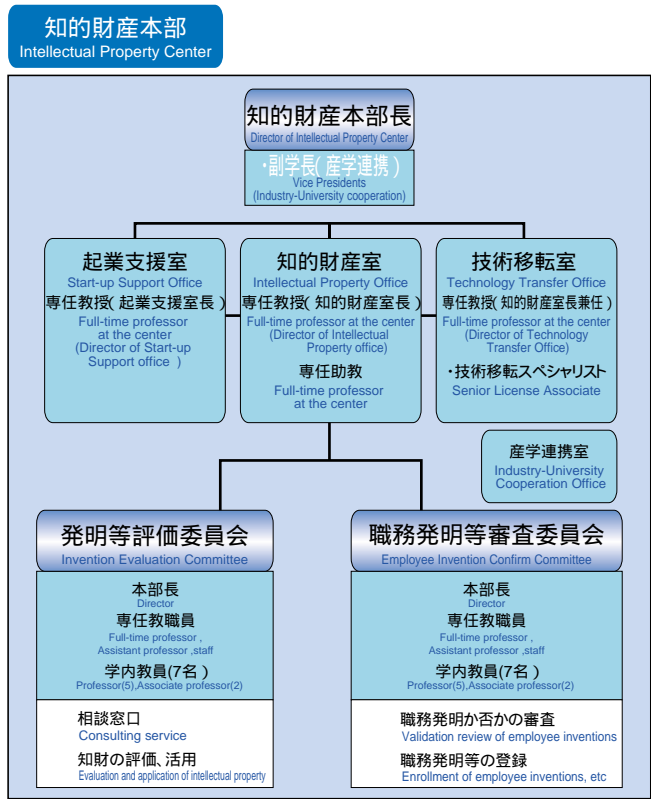 知的財産本部
Intellectual Property Center
知的財産本部長
Director of Intellectual Property Center
・副学長(産学連携)
Vice Presidents
(Industry-University cooperation)
起業支援室
Start-up Support Office
専任教授(起業支援室長)
Full-time professor
at the center
(Director of Start-up
Support office )
知的財産室
Intellectual Property Office
専任教授(知的財産室長)
Full-time professor at the center
(Director of Intellectual
Property office)
専任助教
Full-time professor
at the center
技術移転室
Technology Transfer Office
専任教授(知的財産室長兼任)
Full-time professor at the center
(Director of Technology
Transfer Office)
・技術移転スペシャリスト
Senior License Associate
産学連携室
Industry-University
Cooperation Office
発明等評価委員会
Invention Evaluation Committee
本部長
Director
専任教職員
Full-time professor ,
Assistant professor ,staff
学内教員(7名)
Professor(5),Associate professor(2)
相談窓口
Consulting service
知財の評価、活用
Evaluation and application of intellectual property
職務発明等審査委員会
Employee Invention Confirm Committee
本部長
Director
専任教職員
Full-time professor ,
Assistant professor ,staff
学内教員(7名)
Professor(5),Associate professor(2)
職務発明か否かの審査
Validation review of employee inventions
職務発明等の登録
Enrollment of employee inventions, etc